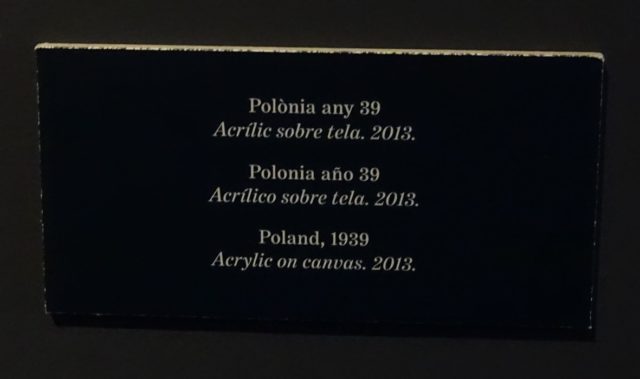 Polònia any 39
Acrílic sobre tela. 2013.
Polonia año 39
Acrílico sobre tela. 2013.
Poland, 1939
Acrylic on canvas. 2013.